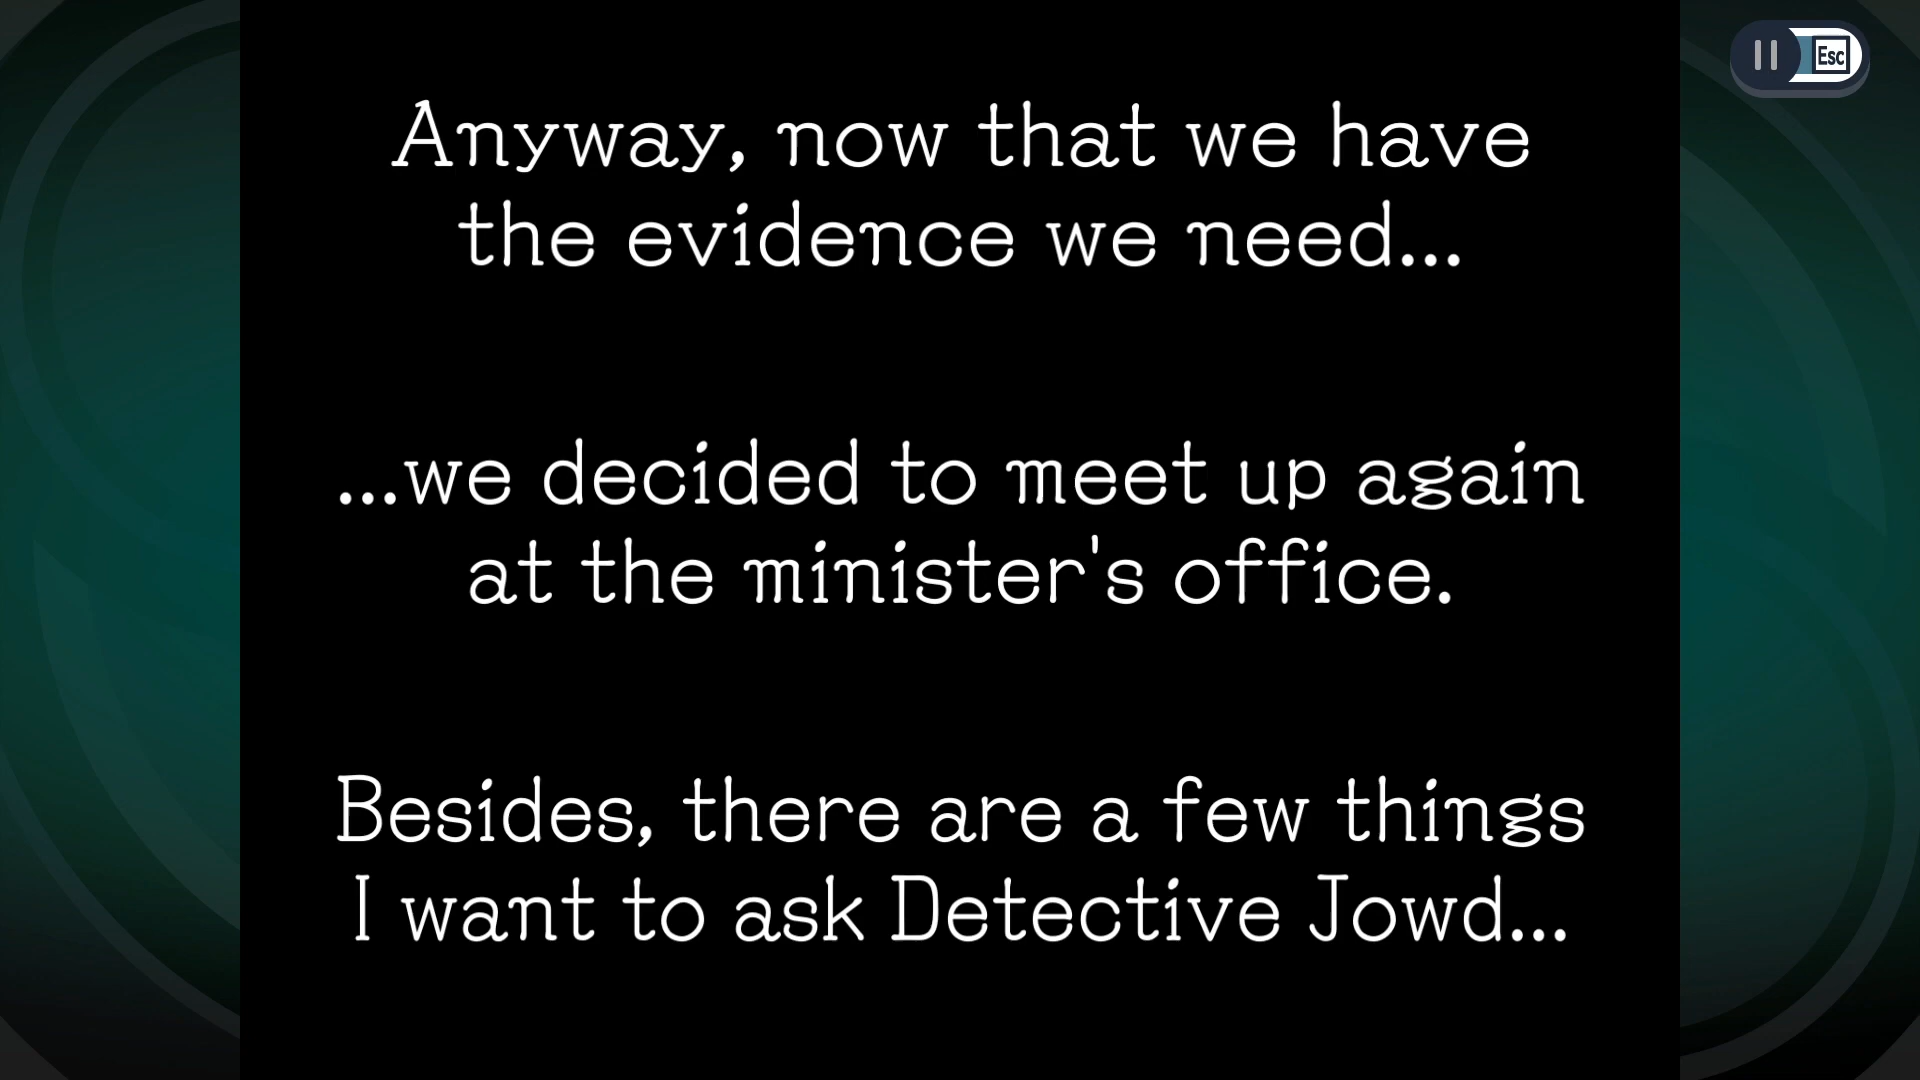 Esc
Anyway, now that we have
the evidence we need...
...we decided to meet up again
at the minister's office.
Besides, there are a few things
I want to ask Detective Jowd...